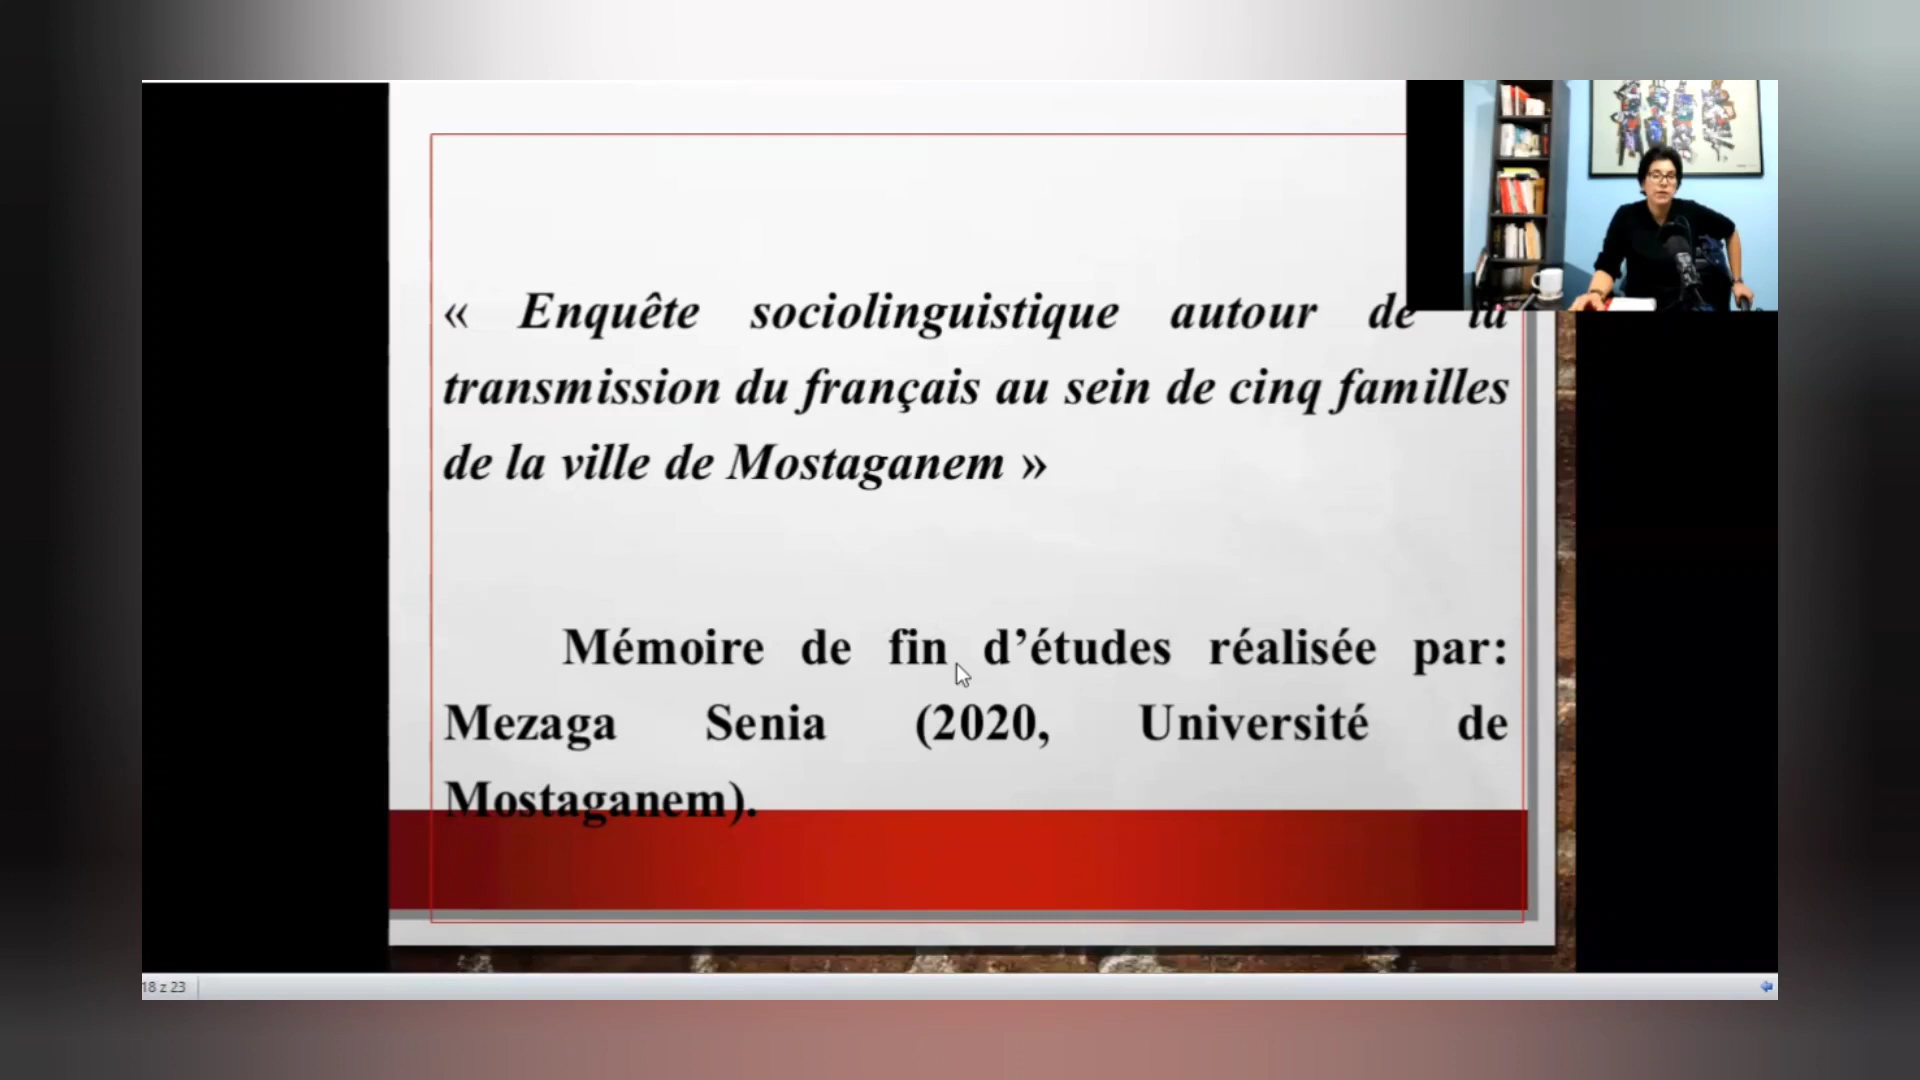 « Enquête sociolinguistique autour de la
transmission du français au sein de cinq familles
de la ville de Mostaganem »
Mémoire de fin d’études réalisée par:
Mezaga Senia (2020, Université de
Mostaganem).
18 z 23